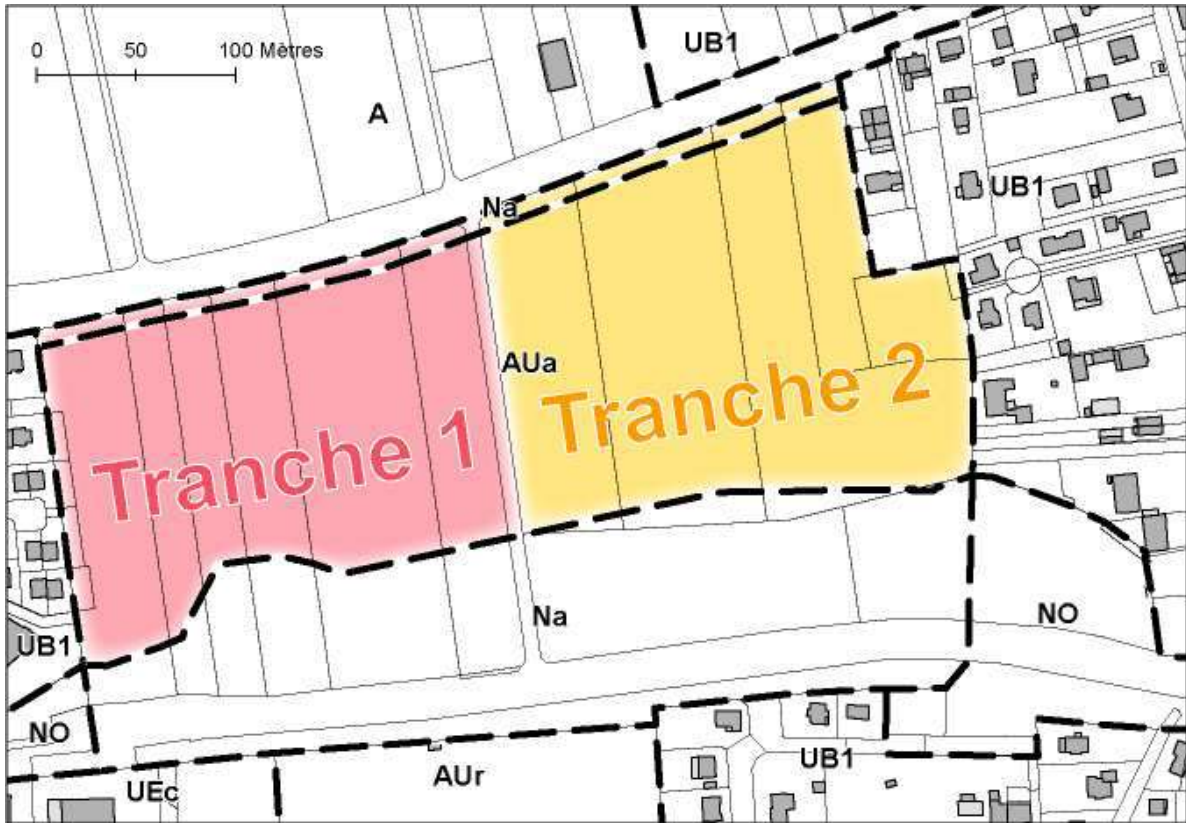 UB1
0 50 100 Mètres
A
UB1
Na
AUa
Tranche 2
Tranche 1
Na
NO
UB1
NO
UB1
AUr
UEc